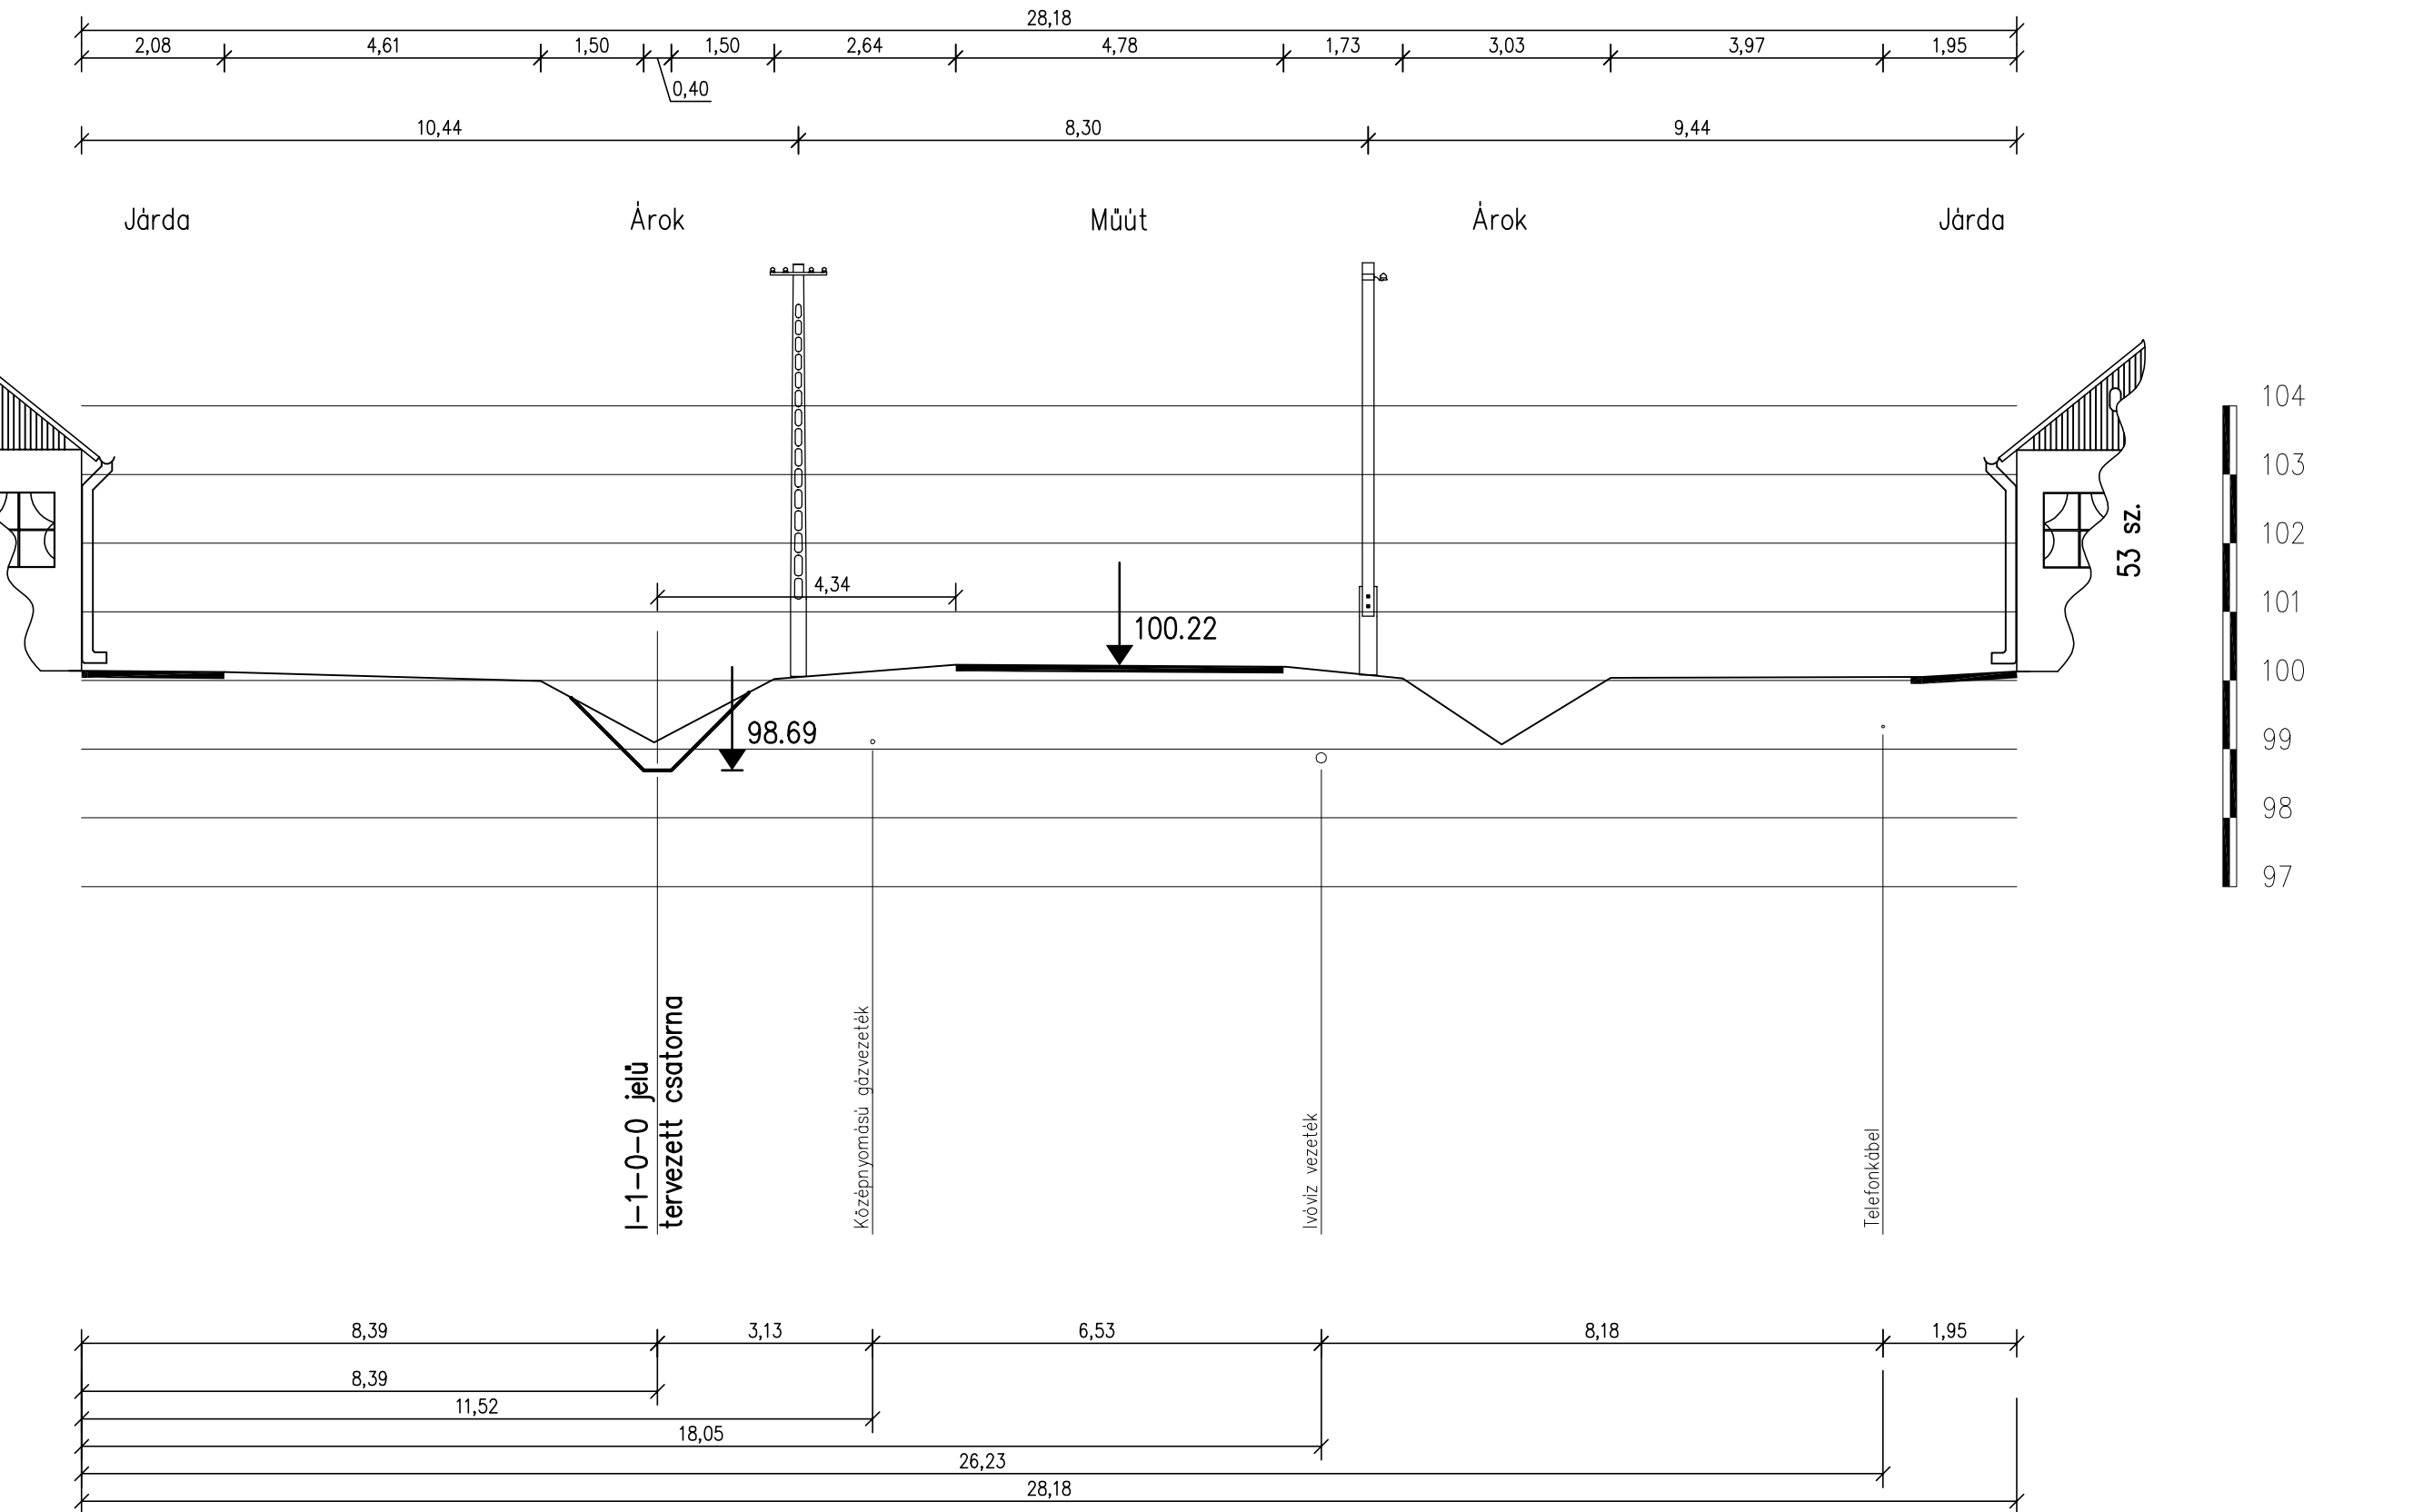 28,18
2,08 4,61 1,50 1,50 2,64 4,78 1,73 3,03 3,97 1,95
0,40
10,44 8,30 9,44
Járda Árok Műút Árok Járda
104
103
102
101
100
99
98
97
53 sz.
4,34
100.22
98.69
I-1-0-0 jelű
tervezett csatorna
Középnyomású gázvezeték
Ivóvíz vezeték
Telefonkábel
8,39 3,13 6,53 8,18 1,95
8,39
11,52
18,05
26,23
28,18